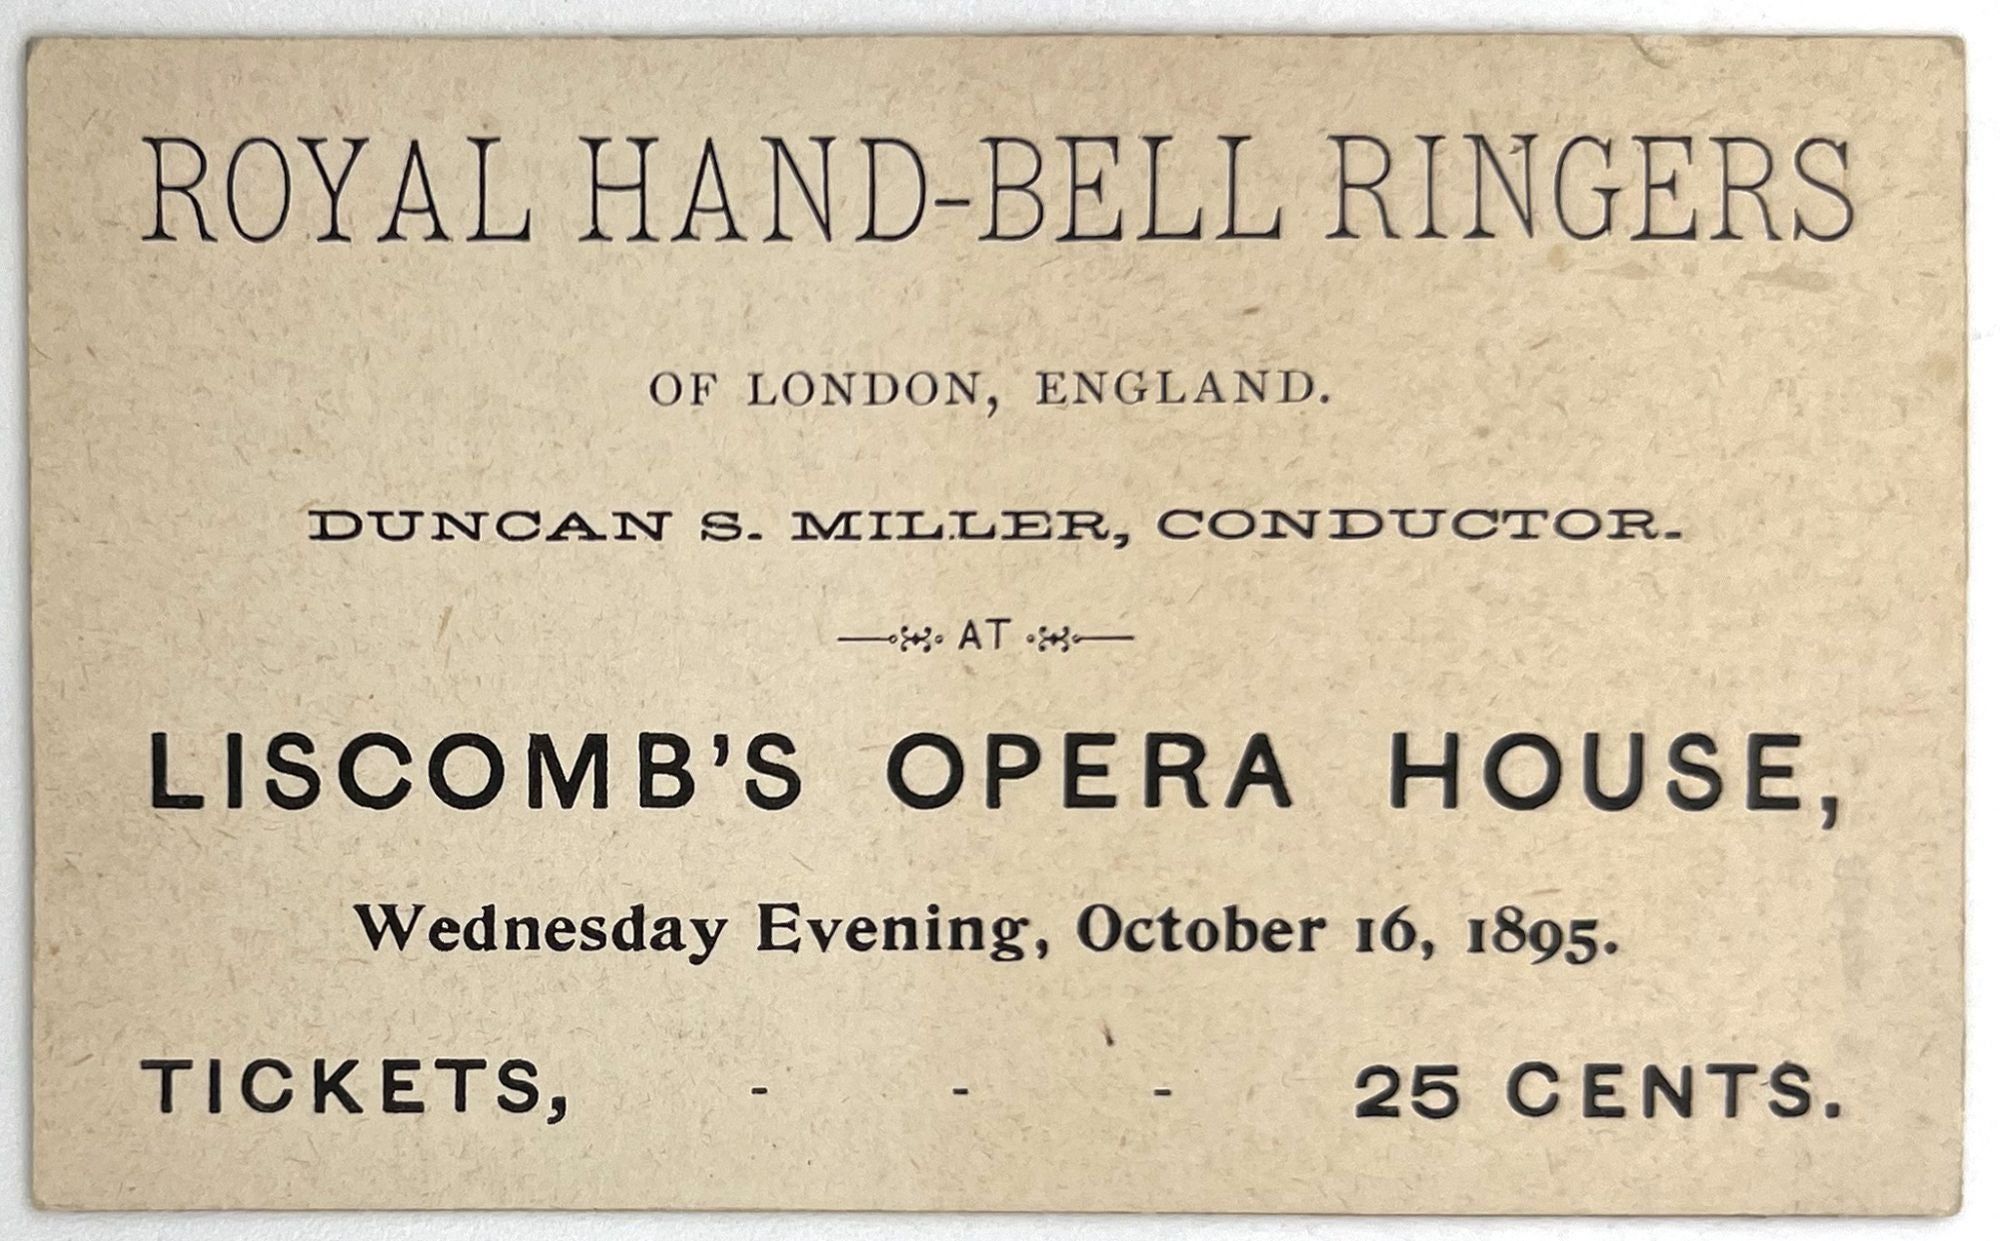 ROYAL HAND-BELL RINGERS
OF LONDON, ENGLAND.
DUNCAN S. MILLER, CONDUCTOR.
AT
LISCOMB'S OPERA HOUSE,
Wednesday Evening, October 16, 1895.
TICKETS, - - - 25 CENTS.